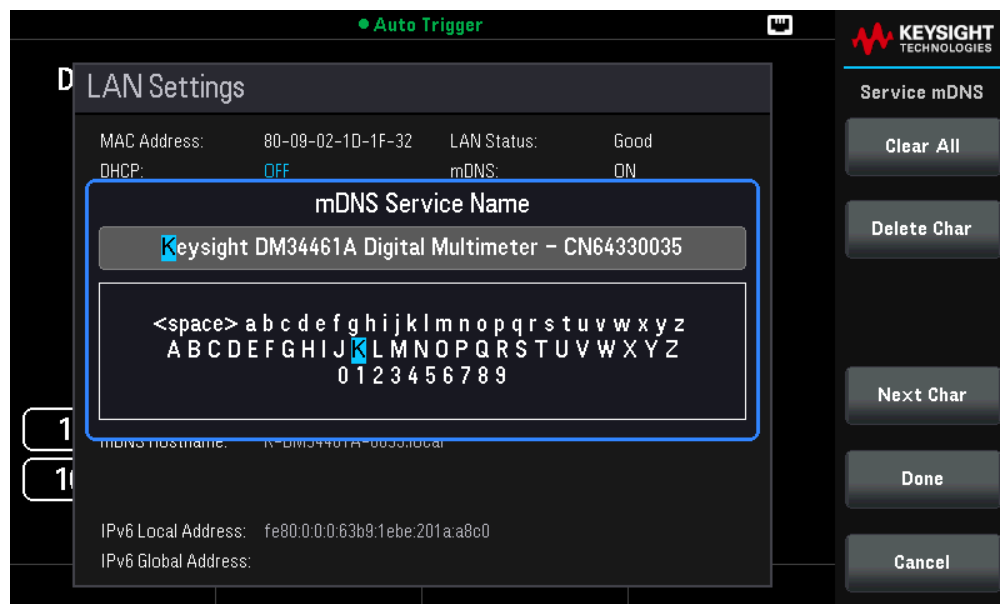 Auto Trigger
KEYSIGHT
TECHNOLOGIES
D
LAN Settings
Service mDNS
MAC Address: 80-09-02-1D-1F-32 LAN Status: Good
DHCP: OFF mDNS: ON
Clear All
mDNS Service Name
Keysight DM34461A Digital Multimeter - CN64330035
Delete Char
<space> a b c d e f g h i j k l m n o p q r s t u v w x y z
A B C D E F G H I J K L M N O P Q R S T U V W X Y Z
0 1 2 3 4 5 6 7 8 9
Next Char
1
mDNS Hostname:
Done
IPv6 Local Address: fe80:0:0:0:63b9:1ebe:201a:a8c0
IPv6 Global Address:
Cancel